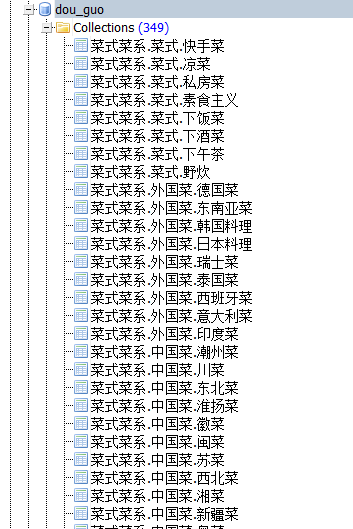 dou_guo
Collections (349)
菜式菜系.菜式.快手菜
菜式菜系.菜式.凉菜
菜式菜系.菜式.私房菜
菜式菜系.菜式.素食主义
菜式菜系.菜式.下饭菜
菜式菜系.菜式.下酒菜
菜式菜系.菜式.下午茶
菜式菜系.菜式.野炊
菜式菜系.外国菜.德国菜
菜式菜系.外国菜.东南亚菜
菜式菜系.外国菜.韩国料理
菜式菜系.外国菜.日本料理
菜式菜系.外国菜.瑞士菜
菜式菜系.外国菜.泰国菜
菜式菜系.外国菜.西班牙菜
菜式菜系.外国菜.意大利菜
菜式菜系.外国菜.印度菜
菜式菜系.中国菜.潮州菜
菜式菜系.中国菜.川菜
菜式菜系.中国菜.东北菜
菜式菜系.中国菜.淮扬菜
菜式菜系.中国菜.徽菜
菜式菜系.中国菜.闽菜
菜式菜系.中国菜.苏菜
菜式菜系.中国菜.西北菜
菜式菜系.中国菜.湘菜
菜式菜系.中国菜.新疆菜